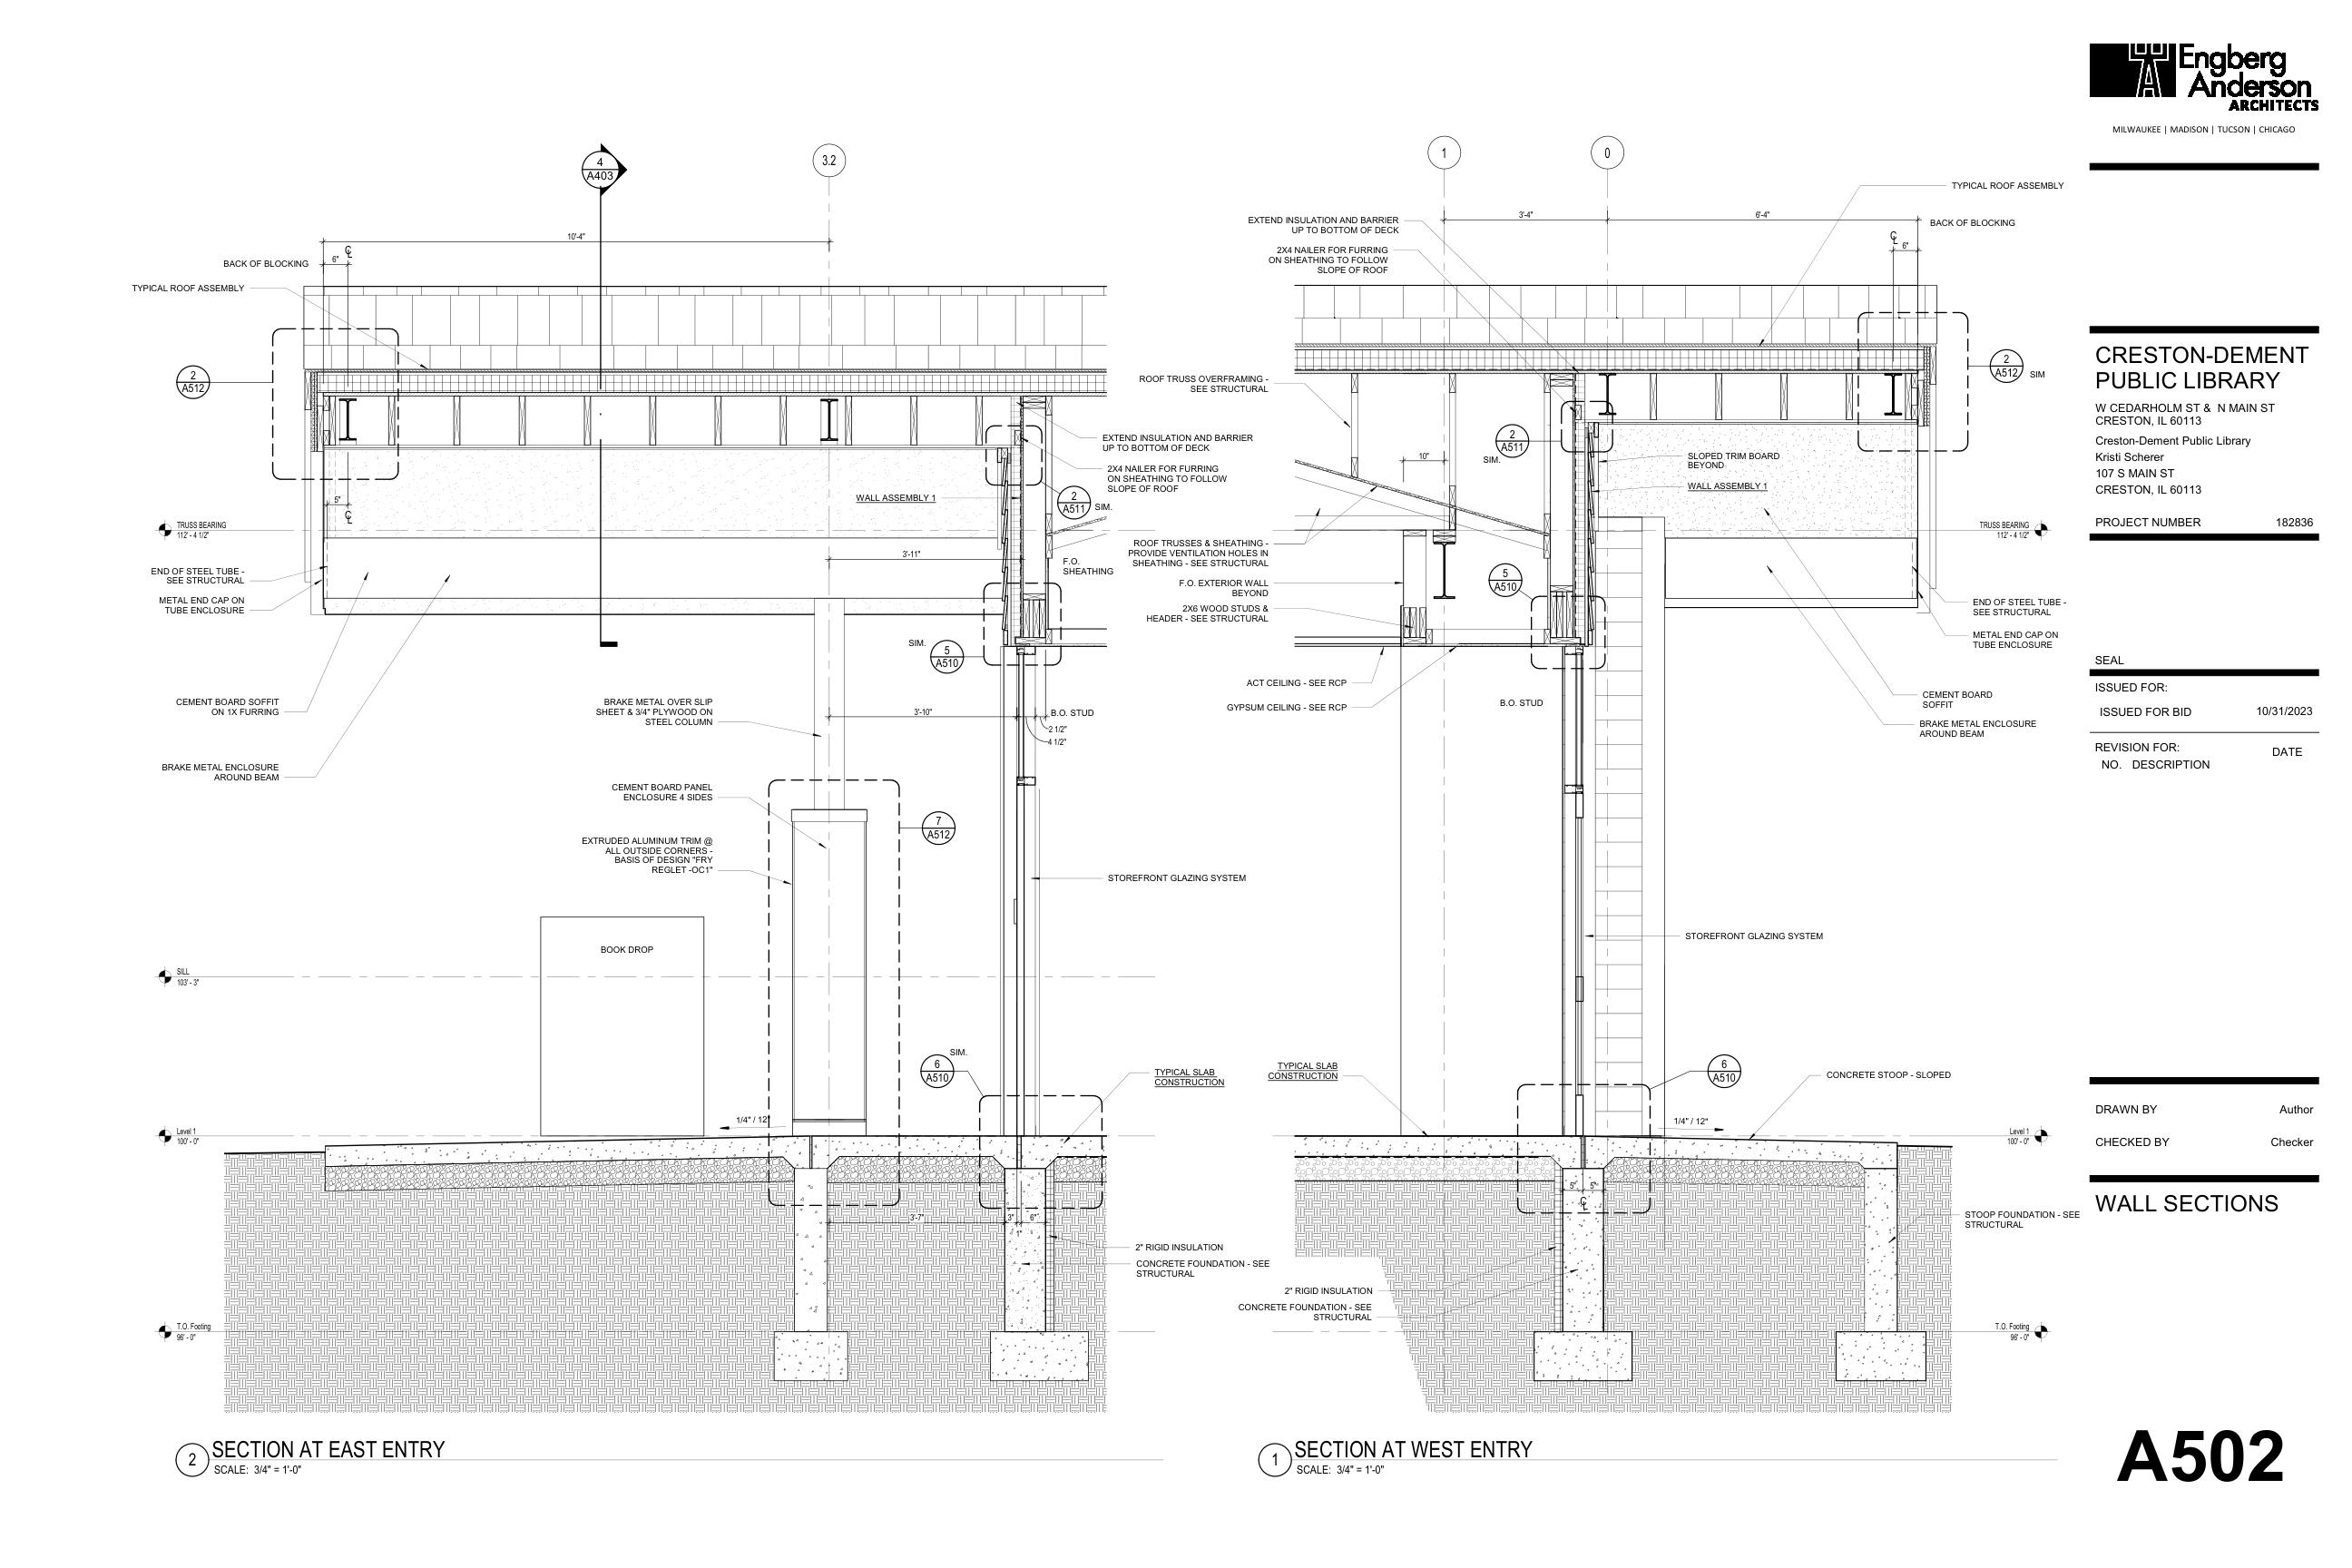 Engberg
Anderson
ARCHITECTS
MILWAUKEE | MADISON | TUCSON | CHICAGO
CRESTON-DEMENT
PUBLIC LIBRARY
W CEDARHOLM ST & N MAIN ST
CRESTON, IL 60113
Creston-Dement Public Library
Kristi Scherer
107 S MAIN ST
CRESTON, IL 60113
PROJECT NUMBER 182836
SEAL
ISSUED FOR:
ISSUED FOR BID 10/31/2023
REVISION FOR:
NO. DESCRIPTION DATE
DRAWN BY Author
CHECKED BY Checker
WALL SECTIONS
A502
4
A403
3.2
10'-4"
6"
CL
BACK OF BLOCKING
TYPICAL ROOF ASSEMBLY
2
A512
EXTEND INSULATION AND BARRIER
UP TO BOTTOM OF DECK
2X4 NAILER FOR FURRING
ON SHEATHING TO FOLLOW
SLOPE OF ROOF
WALL ASSEMBLY 1
2
A511
SIM.
5"
CL
TRUSS BEARING
112' - 4 1/2"
3'-11"
F.O.
SHEATHING
END OF STEEL TUBE -
SEE STRUCTURAL
METAL END CAP ON
TUBE ENCLOSURE
SIM.
5
A510
CEMENT BOARD SOFFIT
ON 1X FURRING
BRAKE METAL OVER SLIP
SHEET & 3/4" PLYWOOD ON
STEEL COLUMN
3'-10"
B.O. STUD
2 1/2"
4 1/2"
BRAKE METAL ENCLOSURE
AROUND BEAM
CEMENT BOARD PANEL
ENCLOSURE 4 SIDES
7
A512
EXTRUDED ALUMINUM TRIM @
ALL OUTSIDE CORNERS -
BASIS OF DESIGN "FRY
REGLET -OC1"
STOREFRONT GLAZING SYSTEM
BOOK DROP
SILL
103' - 3"
SIM.
6
A510
TYPICAL SLAB
CONSTRUCTION
1/4" / 12"
Level 1
100' - 0"
3'-7"
3"
6"
1"
2" RIGID INSULATION
CONCRETE FOUNDATION - SEE
STRUCTURAL
T.O. Footing
96' - 0"
2
SECTION AT EAST ENTRY
SCALE: 3/4" = 1'-0"
1
0
TYPICAL ROOF ASSEMBLY
3'-4"
6'-4"
EXTEND INSULATION AND BARRIER
UP TO BOTTOM OF DECK
BACK OF BLOCKING
CL
6"
2X4 NAILER FOR FURRING
ON SHEATHING TO FOLLOW
SLOPE OF ROOF
2
A512
SIM
ROOF TRUSS OVERFRAMING -
SEE STRUCTURAL
2
A511
SIM.
10"
SLOPED TRIM BOARD
BEYOND
WALL ASSEMBLY 1
TRUSS BEARING
112' - 4 1/2"
ROOF TRUSSES & SHEATHING -
PROVIDE VENTILATION HOLES IN
SHEATHING - SEE STRUCTURAL
F.O. EXTERIOR WALL
BEYOND
5
A510
2X6 WOOD STUDS &
HEADER - SEE STRUCTURAL
END OF STEEL TUBE -
SEE STRUCTURAL
METAL END CAP ON
TUBE ENCLOSURE
ACT CEILING - SEE RCP
GYPSUM CEILING - SEE RCP
B.O. STUD
CEMENT BOARD
SOFFIT
BRAKE METAL ENCLOSURE
AROUND BEAM
STOREFRONT GLAZING SYSTEM
TYPICAL SLAB
CONSTRUCTION
6
A510
CONCRETE STOOP - SLOPED
1/4" / 12"
Level 1
100' - 0"
5"
5"
CL
STOOP FOUNDATION - SEE
STRUCTURAL
2" RIGID INSULATION
CONCRETE FOUNDATION - SEE
STRUCTURAL
T.O. Footing
96' - 0"
1
SECTION AT WEST ENTRY
SCALE: 3/4" = 1'-0"